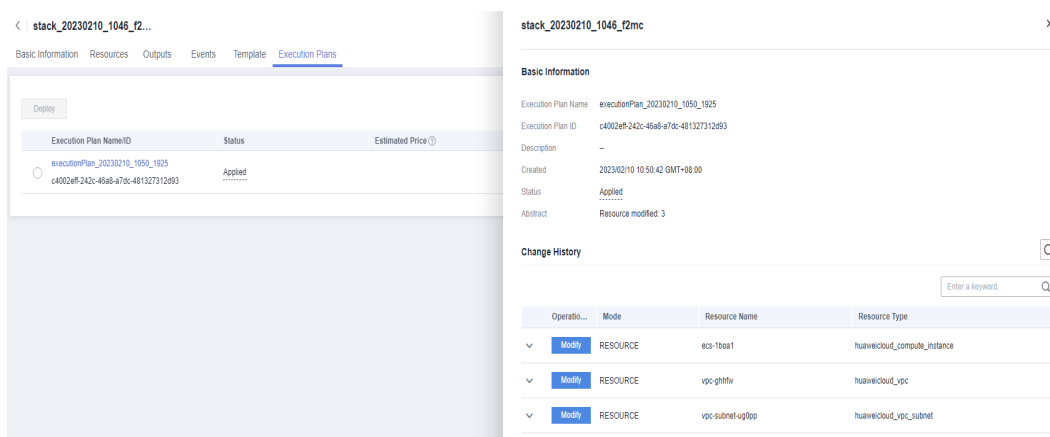 stack_20230210_1046_f2...
Basic Information Resources Outputs Events Template Execution Plans
Deploy
Execution Plan Name/ID Status Estimated Price
executionPlan_20230210_1050_1925
c4002eff-242c-46a8-a7dc-481327312d93
Applied
stack_20230210_1046_f2mc
Basic Information
Execution Plan Name executionPlan_20230210_1050_1925
Execution Plan ID c4002eff-242c-46a8-a7dc-481327312d93
Description --
Created 2023/02/10 10:50:42 GMT+08:00
Status Applied
Abstract Resource modified: 3
Change History
Enter a keyword.
Operatio... Mode Resource Name Resource Type
Modify RESOURCE ecs-1boa1 huaweicloud_compute_instance
Modify RESOURCE vpc-ghhfw huaweicloud_vpc
Modify RESOURCE vpc-subnet-ug0pp huaweicloud_vpc_subnet